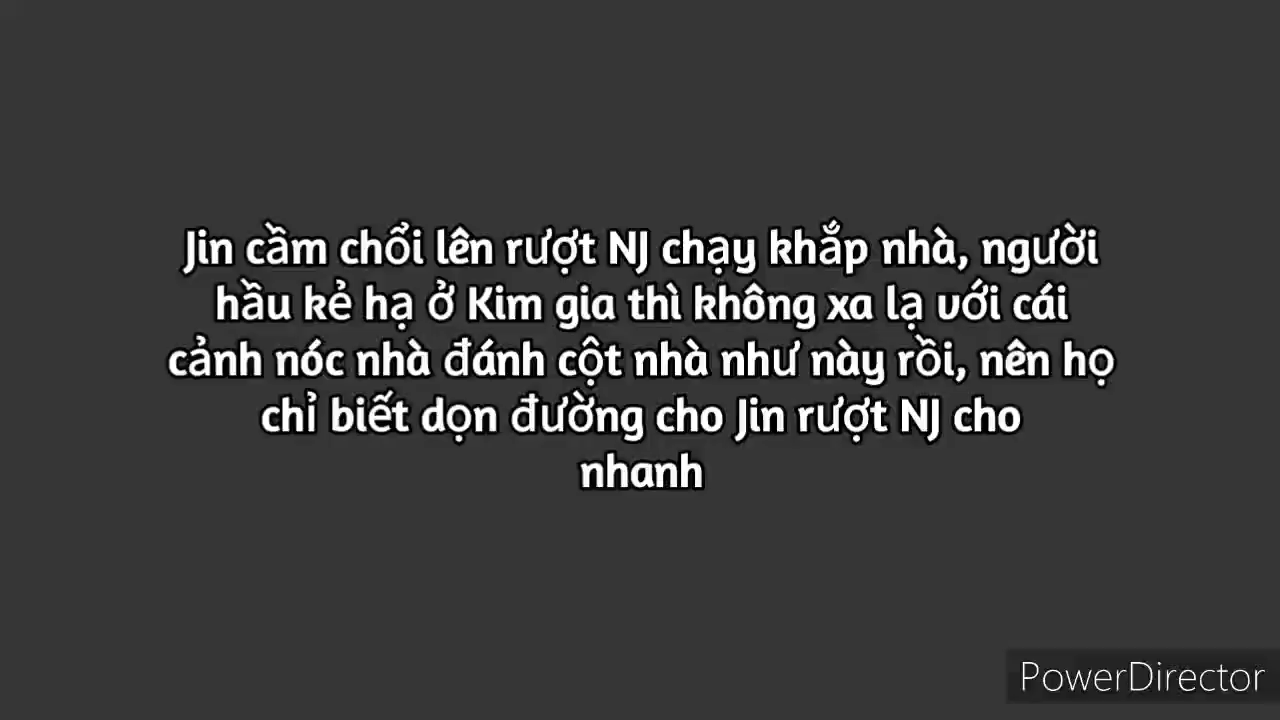 Jin cầm chổi lên rượt NJ chạy khắp nhà, người
hầu kẻ hạ ở Kim gia thì không xa lạ với cái
cảnh nóc nhà đánh cột nhà như này rồi, nên họ
chỉ biết dọn đường cho Jin rượt NJ cho
nhanh
PowerDirector